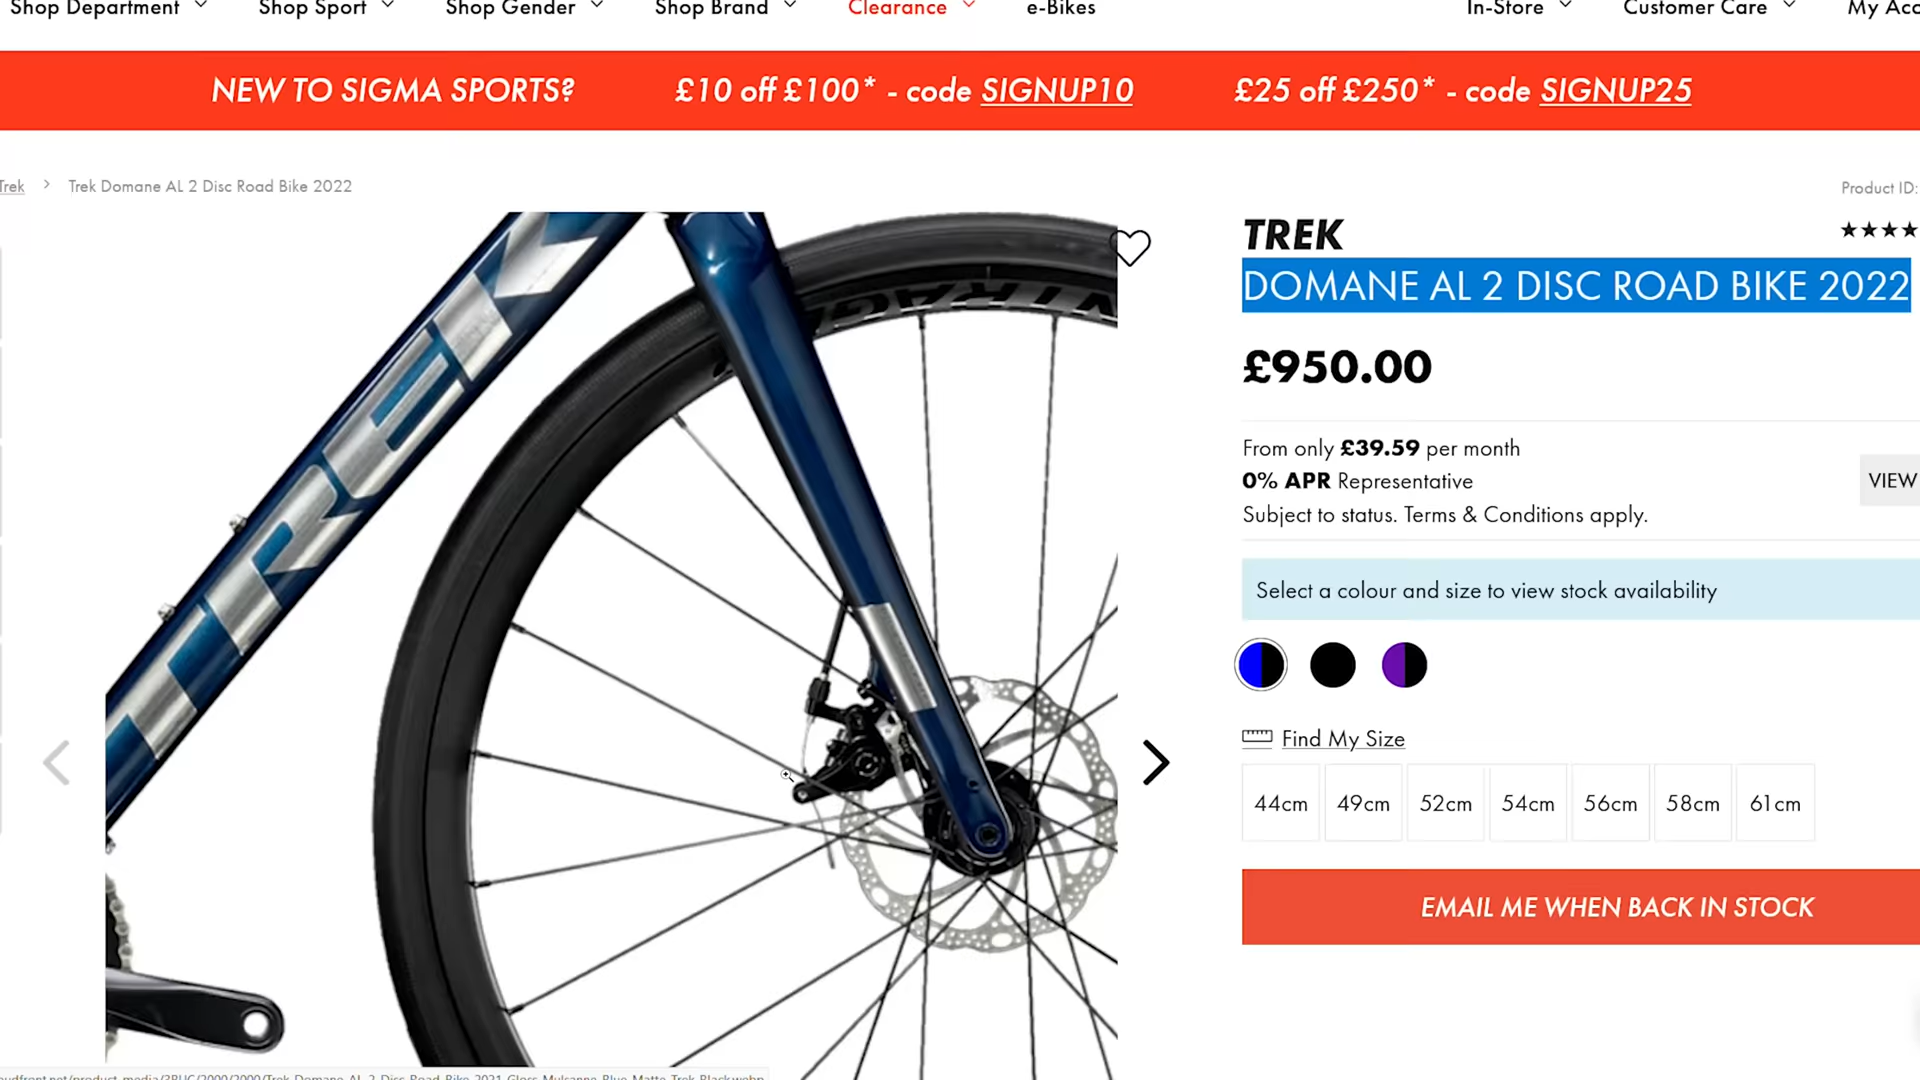 Shop Department
Shop Sport
Shop Gender
Shop Brand
Clearance
e-Bikes
In-Store
Customer Care
My Acc
NEW TO SIGMA SPORTS?
£10 off £100* - code SIGNUP10
£25 off £250* - code SIGNUP25
Trek > Trek Domane AL 2 Disc Road Bike 2022
Product ID:
TREK
TREK
★★★★
DOMANE AL 2 DISC ROAD BIKE 2022
£950.00
From only £39.59 per month
0% APR Representative
VIEW
Subject to status. Terms & Conditions apply.
Select a colour and size to view stock availability
Find My Size
44cm
49cm
52cm
54cm
56cm
58cm
61cm
EMAIL ME WHEN BACK IN STOCK